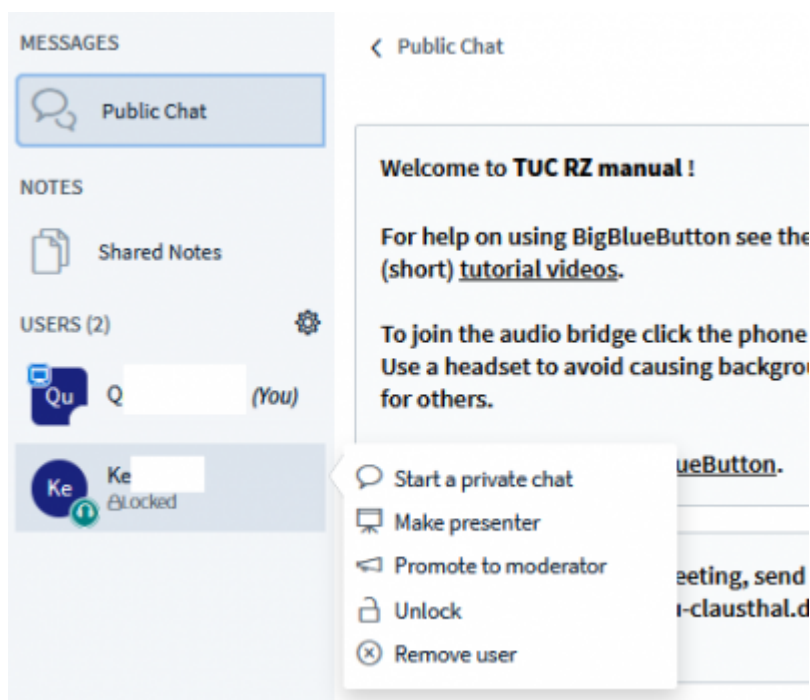 MESSAGES
Public Chat
NOTES
Shared Notes
USERS (2)
Qu
Q
(You)
Ke
Ke
Locked
Public Chat
Welcome to TUC RZ manual !
For help on using BigBlueButton see the
(short) tutorial videos.
To join the audio bridge click the phone
Use a headset to avoid causing
for others.
Start a private chat
Make presenter
Promote to moderator
Unlock
Remove user
eeting, send